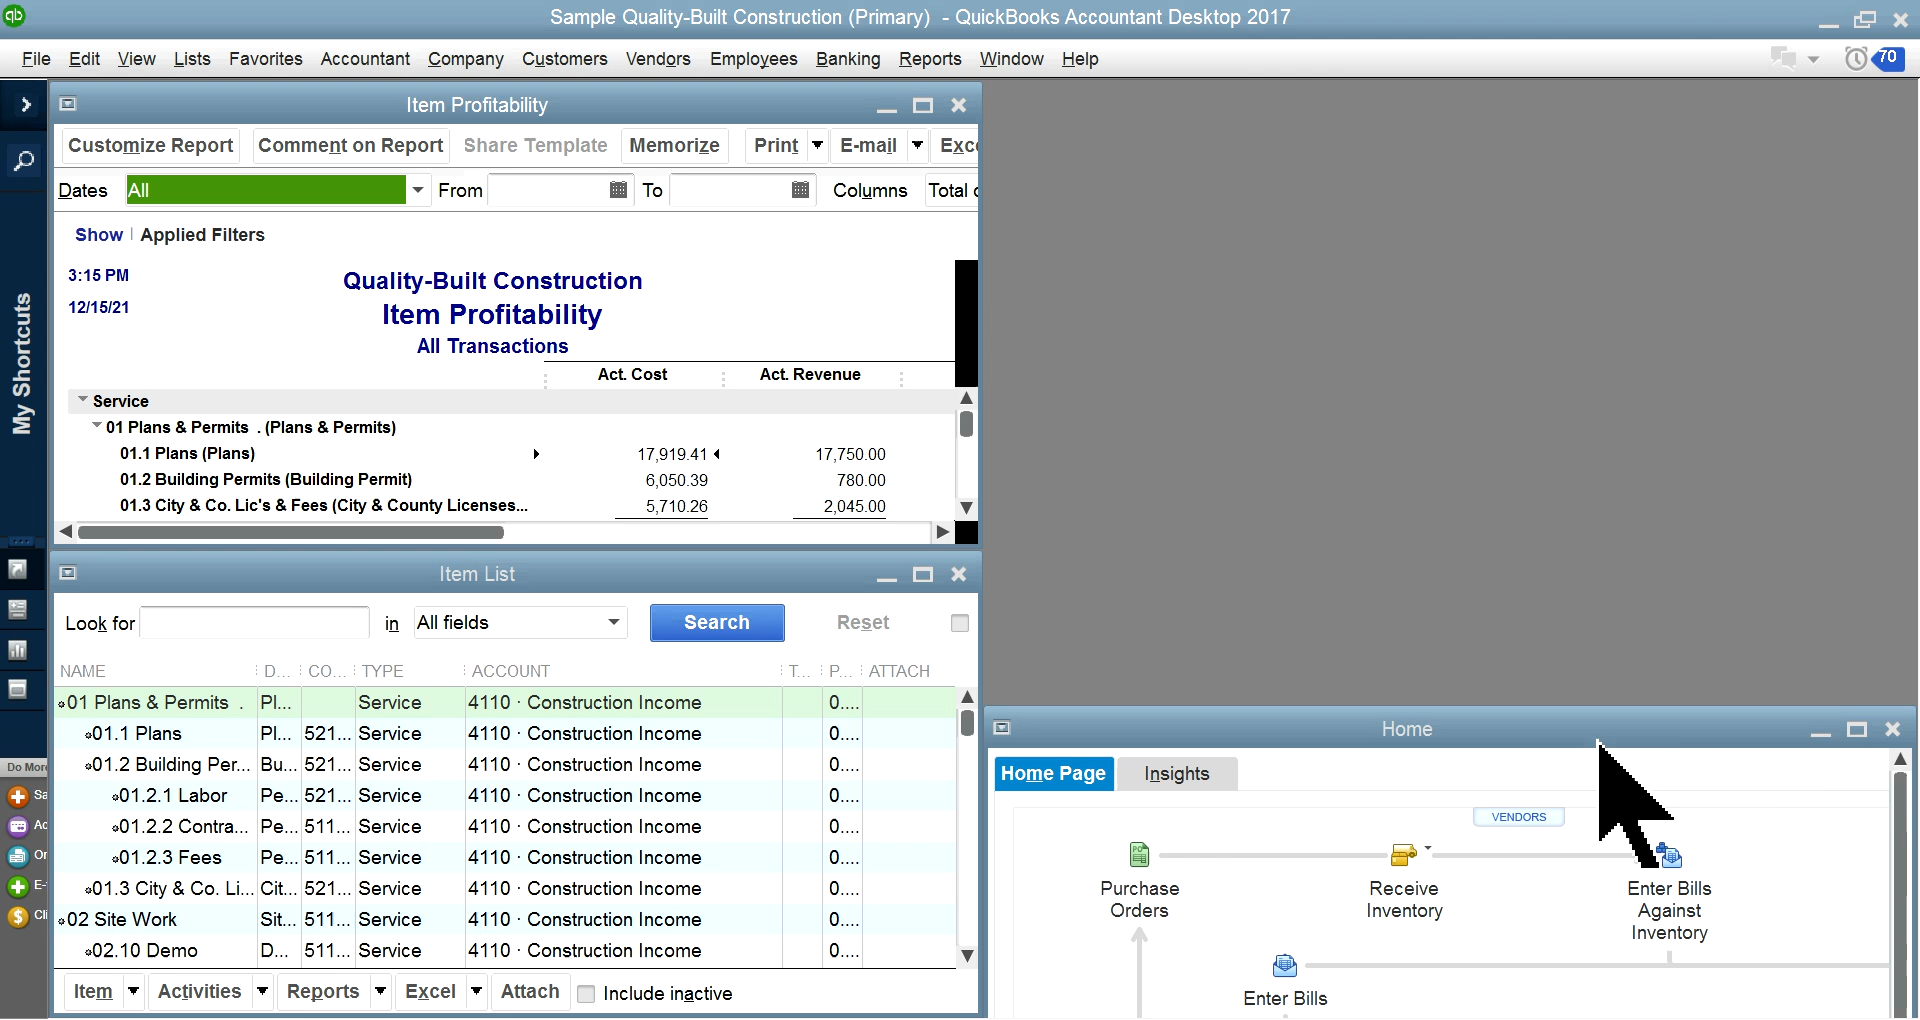 qb
Sample Quality-Built Construction (Primary) - QuickBooks Accountant Desktop 2017
File Edit View Lists Favorites Accountant Company Customers Vendors Employees Banking Reports Window Help
70
Item Profitability
Customize Report Comment on Report Share Template Memorize Print E-mail Exc
Dates All From To Columns Total
Show | Applied Filters
3:15 PM
12/15/21
Quality-Built Construction
Item Profitability
All Transactions
Act. Cost Act. Revenue
Service
01 Plans & Permits . (Plans & Permits)
01.1 Plans (Plans) 17,919.41 17,750.00
01.2 Building Permits (Building Permit) 6,050.39 780.00
01.3 City & Co. Lic's & Fees (City & County Licenses... 5,710.26 2,045.00
My Shortcuts
Do More
Sa
Ac
Or
E-
Cli
Item List
Look for in All fields Search Reset
NAME D... CO... TYPE ACCOUNT T... P... ATTACH
01 Plans & Permits . Pl... Service 4110 · Construction Income 0....
01.1 Plans Pl... 521... Service 4110 · Construction Income 0....
01.2 Building Per... Bu... 521... Service 4110 · Construction Income 0....
01.2.1 Labor Pe... 521... Service 4110 · Construction Income 0....
01.2.2 Contra... Pe... 511... Service 4110 · Construction Income 0....
01.2.3 Fees Pe... 511... Service 4110 · Construction Income 0....
01.3 City & Co. Li... Cit... 521... Service 4110 · Construction Income 0....
02 Site Work Sit... 511... Service 4110 · Construction Income 0....
02.10 Demo D... 511... Service 4110 · Construction Income 0....
Item Activities Reports Excel Attach Include inactive
Home
Home Page Insights
VENDORS
PO
Purchase
Orders
Receive
Inventory
Enter Bills
Against
Inventory
Enter Bills